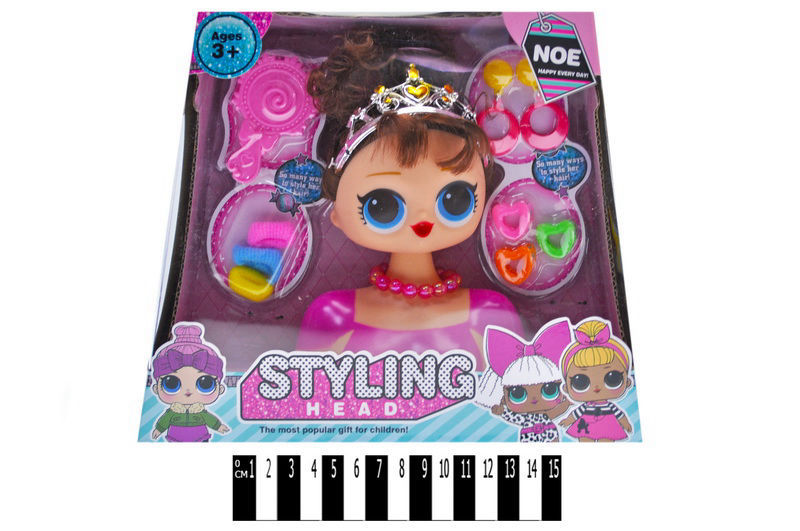 Ages
3+
NOE
HAPPY EVERY DAY!
So many ways
to style her
hair!
So many ways
to style her
hair!
STYLING
HEAD
The most popular gift for children!
0 1 2 3 4 5 6 7 8 9 10 11 12 13 14 15
CM